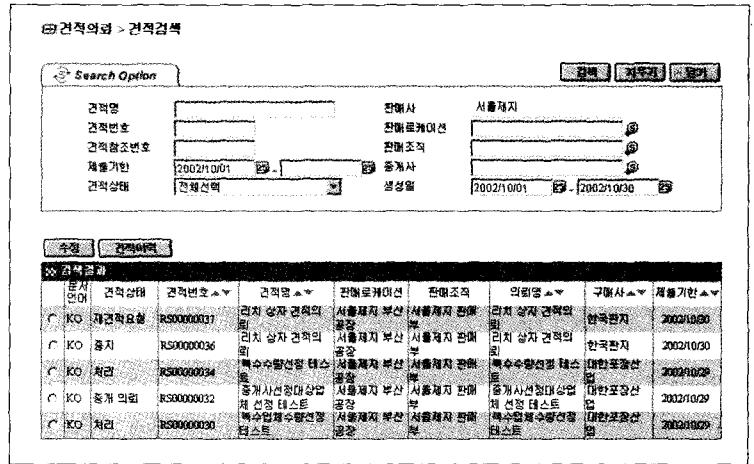 견적의뢰 > 견적검색
Search Option
검색 지우기 닫기
견적명 판매사 서울제지
견적번호 판매로케이션
견적참조번호 판매조직
제출기한 2002/10/01 - 중개사
견적상태 전체선택 생성일 2002/10/01 - 2002/10/30
수정 견적이력
검색결과
문서언어 견적상태 견적번호 견적명 판매로케이션 판매조직 의뢰명 구매사 제출기한
KO 재견적요청 RS00000037 리치 상자 견적의뢰 서울제지 부산공장 서울제지 판매부 리치 상자 견적의뢰 한국판지 2002/10/30
KO 중지 RS00000036 리치 상자 견적의뢰 서울제지 부산공장 서울제지 판매부 리치 상자 견적의뢰 한국판지 2002/10/30
KO 처리 RS00000034 복수수량선정 테스트 서울제지 부산공장 서울제지 판매부 복수수량선정 테스트 대한포장산업 2002/10/29
KO 중개 의뢰 RS00000032 중개사선정대상업체 선정 테스트 서울제지 부산공장 서울제지 판매부 중개사선정대상업체 선정 테스트 대한포장산업 2002/10/29
KO 처리 RS00000030 복수업체수량선정 테스트 서울제지 부산공장 서울제지 판매부 복수업체수량선정 테스트 대한포장산업 2002/10/29